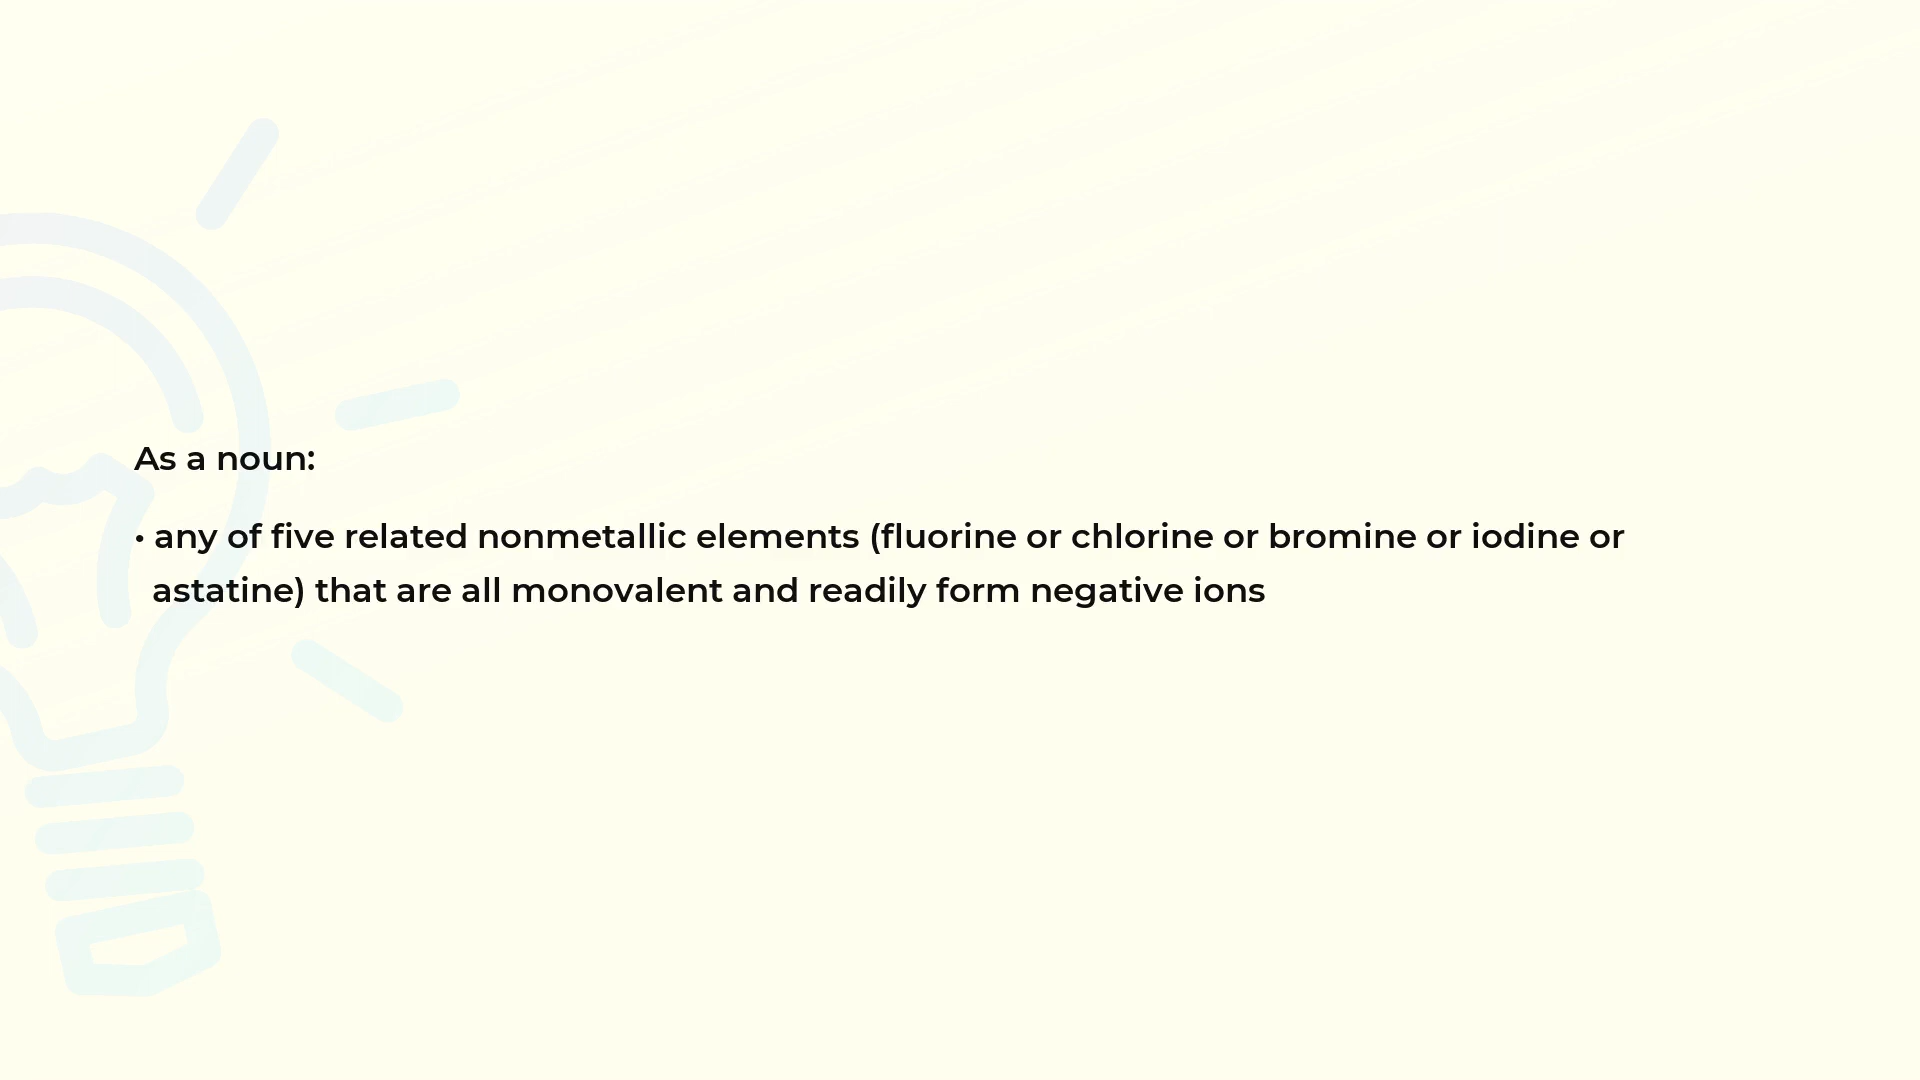 As a noun:
• any of five related nonmetallic elements (fluorine or chlorine or bromine or iodine or
astatine) that are all monovalent and readily form negative ions